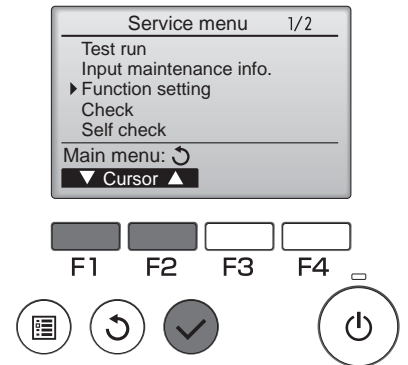 Service menu 1/2
Test run
Input maintenance info.
Function setting
Check
Self check
Main menu:
▼ Cursor ▲
F1 F2 F3 F4